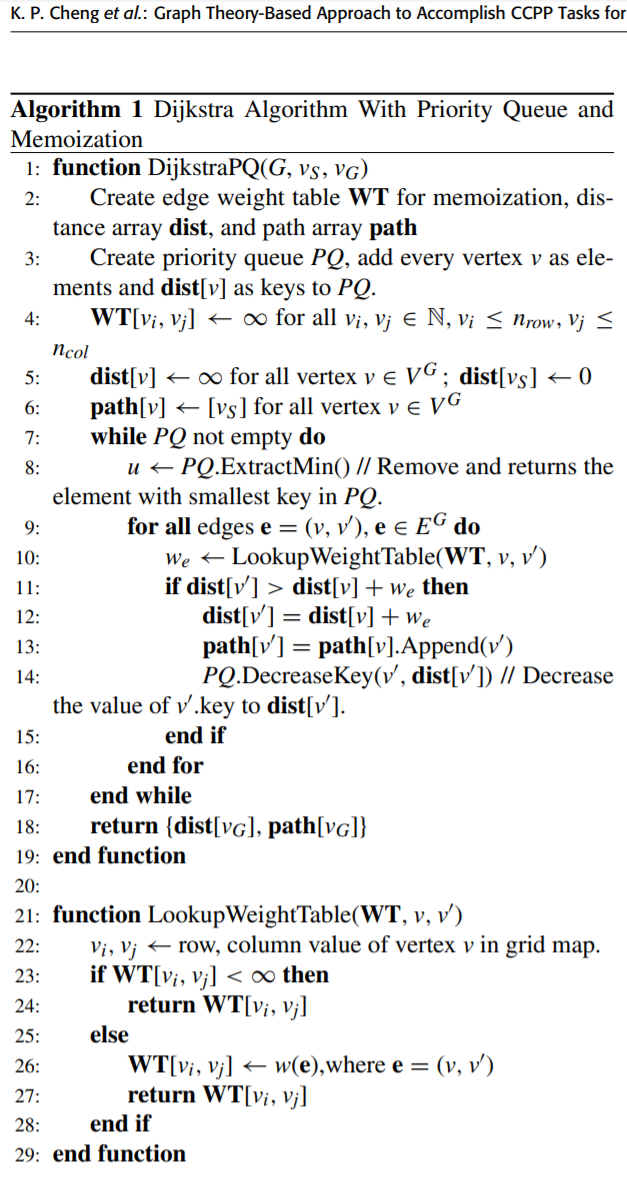 K. P. Cheng et al.: Graph Theory-Based Approach to Accomplish CCPP Tasks for
Algorithm 1 Dijkstra Algorithm With Priority Queue and
Memoization
1: function DijkstraPQ(G, vS, vG)
2: Create edge weight table WT for memoization, dis-
tance array dist, and path array path
3: Create priority queue PQ, add every vertex v as ele-
ments and dist[v] as keys to PQ.
4: WT[vi, vj] ← ∞ for all vi, vj ∈ ℕ, vi ≤ nrow, vj ≤
ncol
5: dist[v] ← ∞ for all vertex v ∈ V^G; dist[vS] ← 0
6: path[v] ← [vS] for all vertex v ∈ V^G
7: while PQ not empty do
8: u ← PQ.ExtractMin() // Remove and returns the
element with smallest key in PQ.
9: for all edges e = (v, v′), e ∈ E^G do
10: we ← LookupWeightTable(WT, v, v′)
11: if dist[v′] > dist[v] + we then
12: dist[v′] = dist[v] + we
13: path[v′] = path[v].Append(v′)
14: PQ.DecreaseKey(v′, dist[v′]) // Decrease
the value of v′.key to dist[v′].
15: end if
16: end for
17: end while
18: return {dist[vG], path[vG]}
19: end function
20:
21: function LookupWeightTable(WT, v, v′)
22: vi, vj ← row, column value of vertex v in grid map.
23: if WT[vi, vj] < ∞ then
24: return WT[vi, vj]
25: else
26: WT[vi, vj] ← w(e),where e = (v, v′)
27: return WT[vi, vj]
28: end if
29: end function